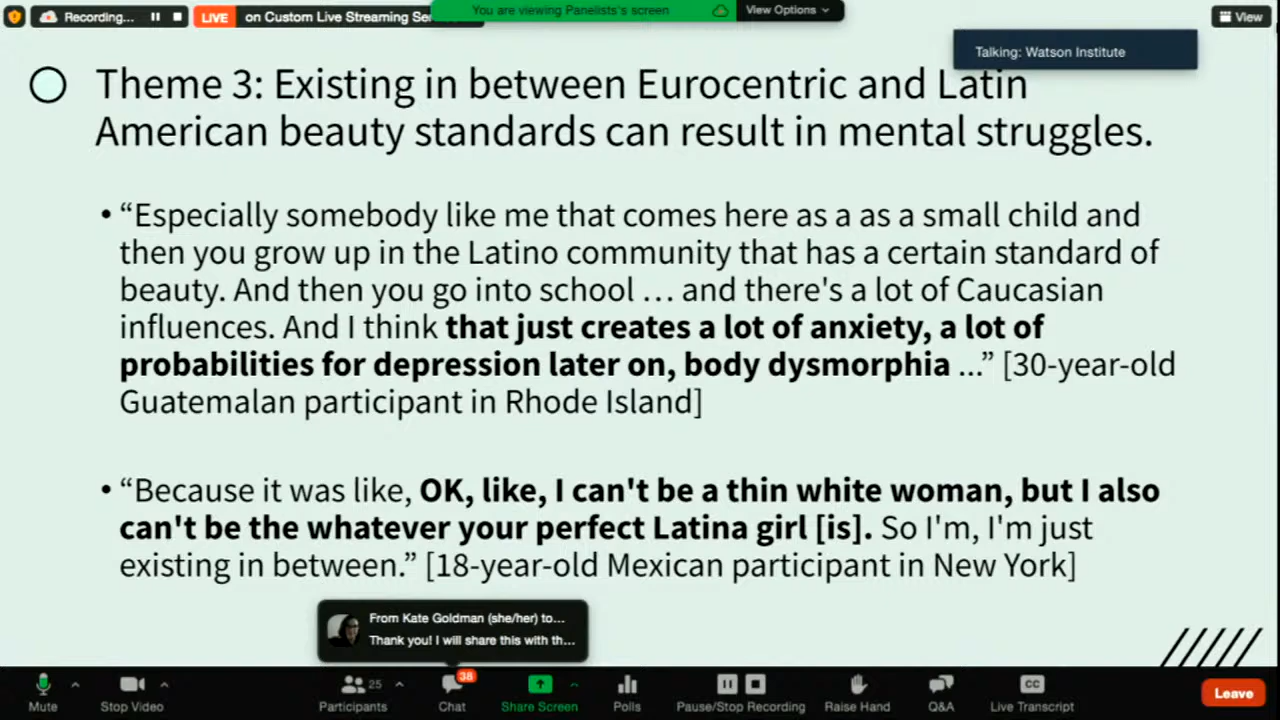 Recording...
LIVE
on Custom Live Streaming Ser
You are viewing Panelists's screen
View Options
View
Talking: Watson Institute
Theme 3: Existing in between Eurocentric and Latin
American beauty standards can result in mental struggles.
• “Especially somebody like me that comes here as a as a small child and
then you grow up in the Latino community that has a certain standard of
beauty. And then you go into school … and there's a lot of Caucasian
influences. And I think that just creates a lot of anxiety, a lot of
probabilities for depression later on, body dysmorphia ...” [30-year-old
Guatemalan participant in Rhode Island]
• “Because it was like, OK, like, I can't be a thin white woman, but I also
can't be the whatever your perfect Latina girl [is]. So I'm, I'm just
existing in between.” [18-year-old Mexican participant in New York]
From Kate Goldman (she/her) to...
Thank you! I will share this with th...
Mute
Stop Video
25
Participants
38
Chat
Share Screen
Polls
Pause/Stop Recording
Raise Hand
Q&A
CC
Live Transcript
Leave